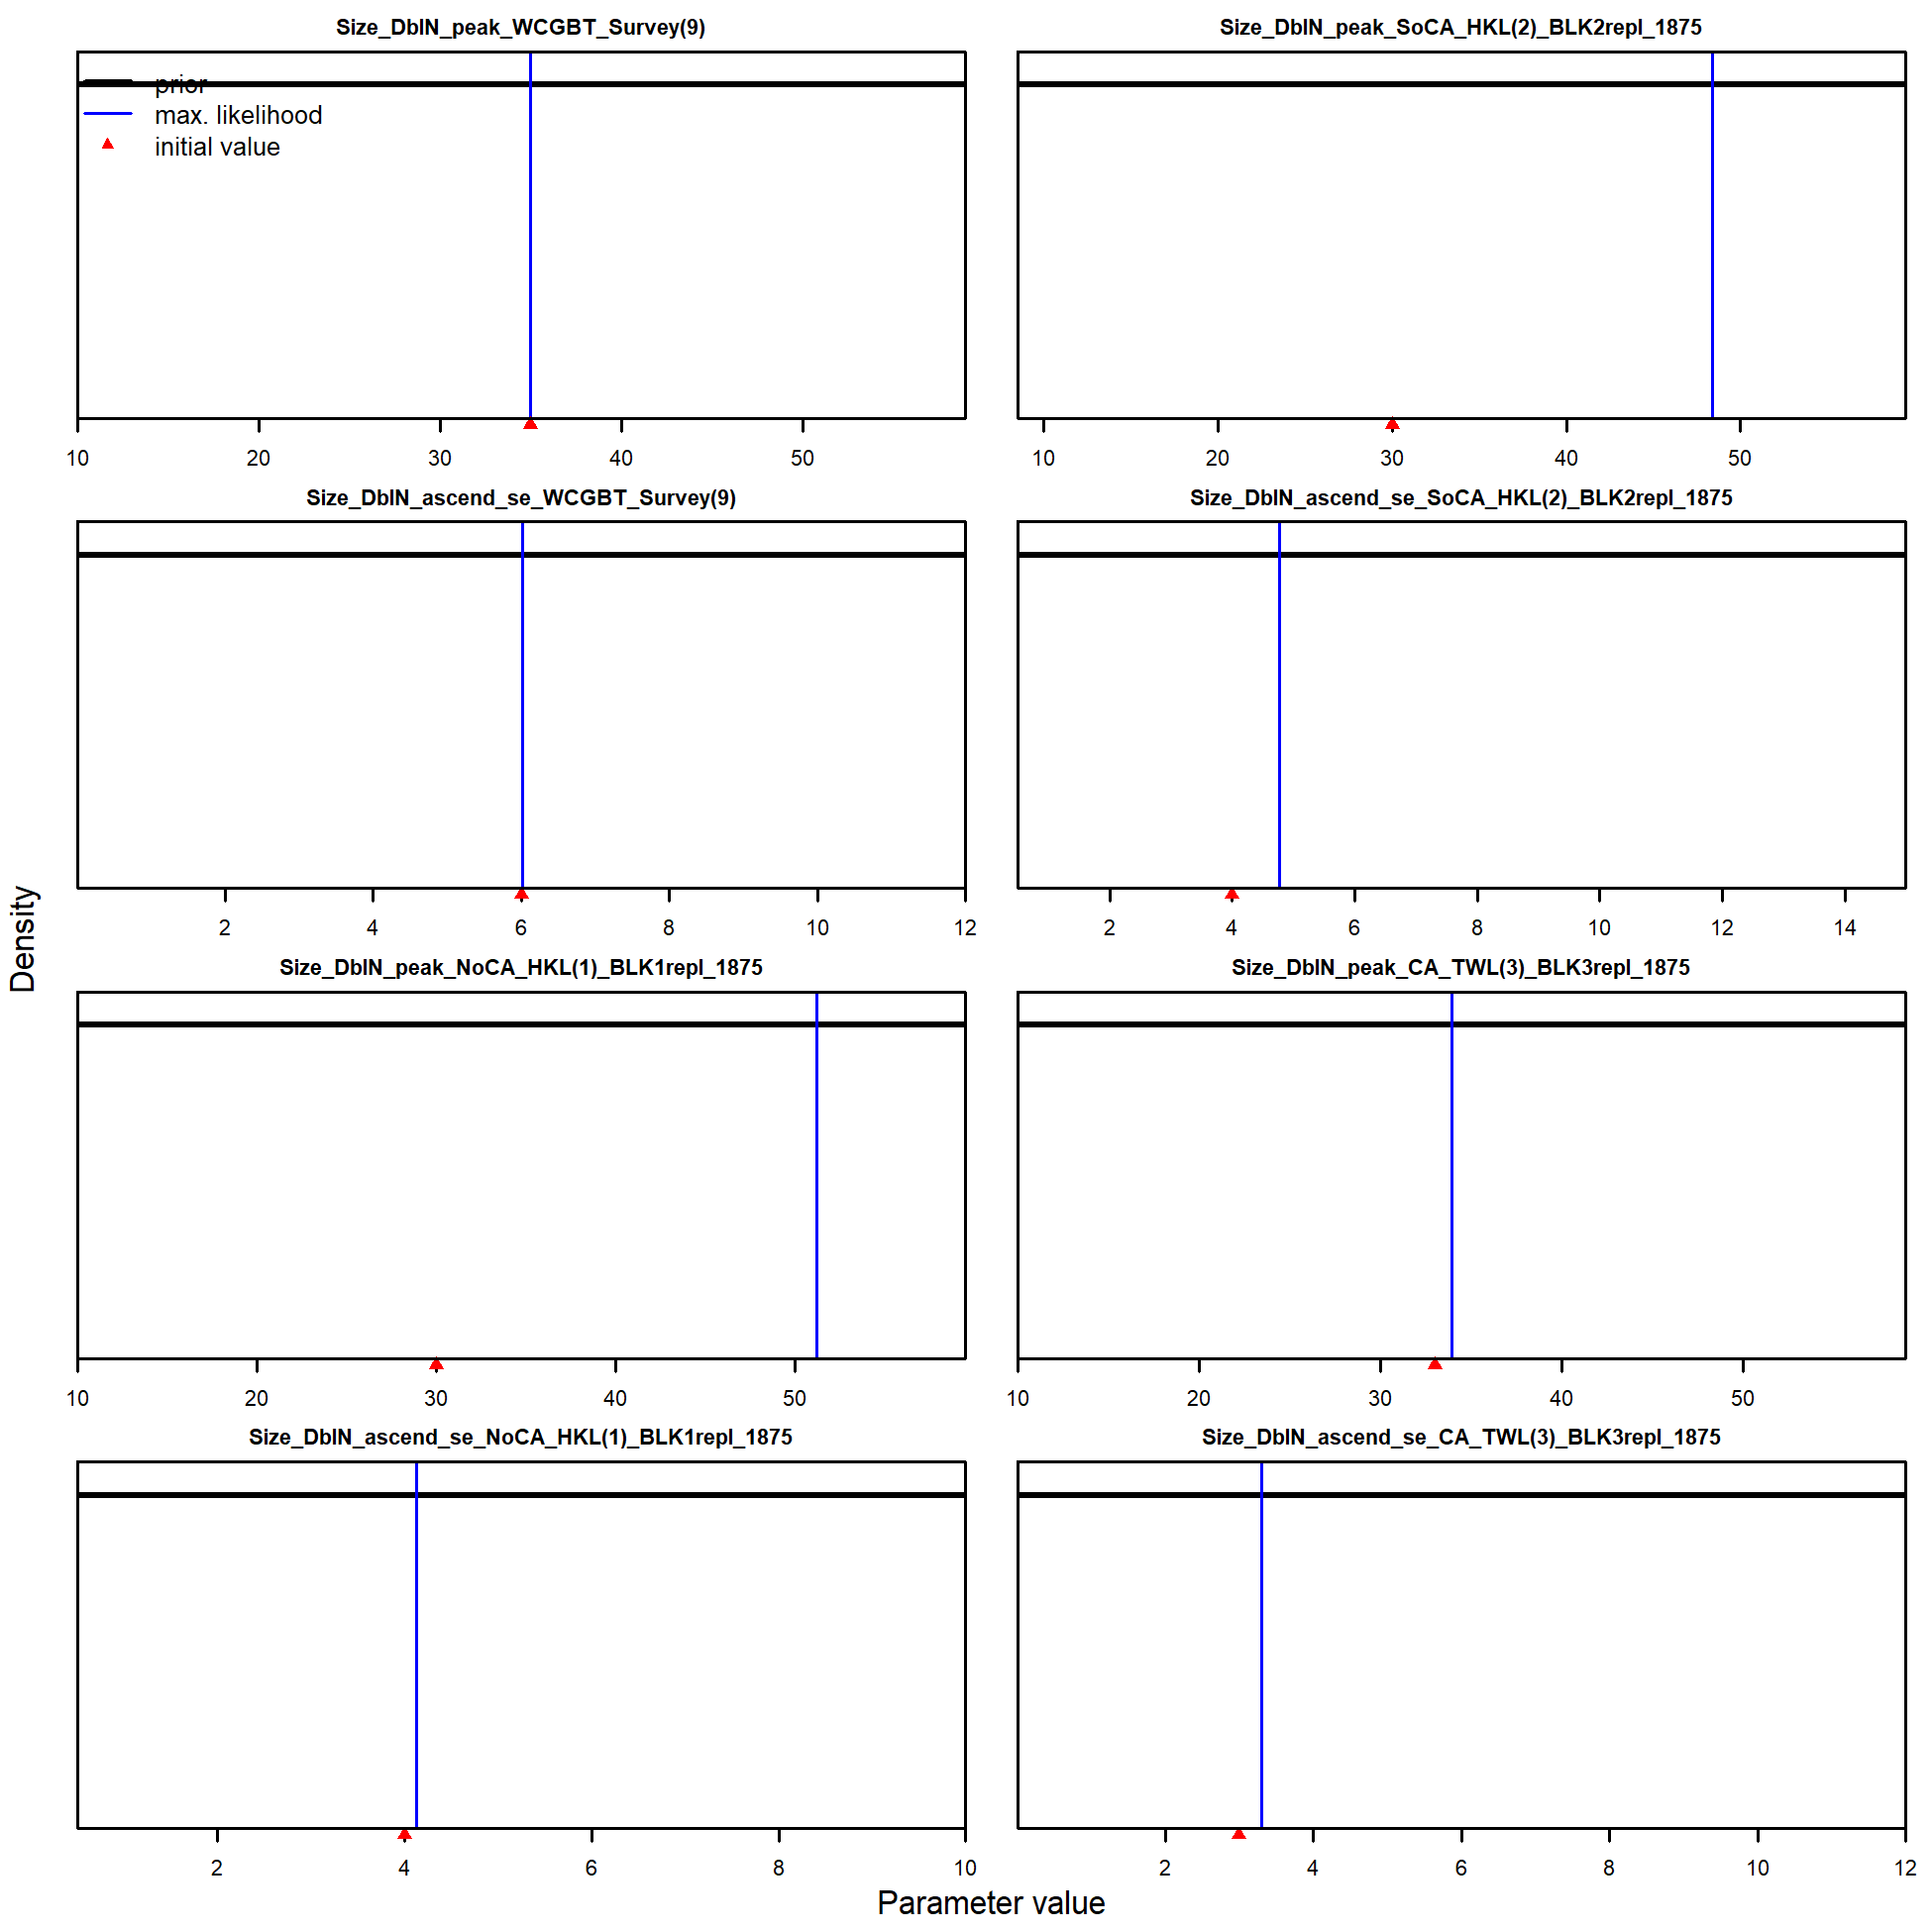 Size_DblN_peak_WCGBT_Survey(9)
prior
max. likelihood
initial value
10 20 30 40 50
Size_DblN_peak_SoCA_HKL(2)_BLK2repl_1875
10 20 30 40 50
Size_DblN_ascend_se_WCGBT_Survey(9)
2 4 6 8 10 12
Size_DblN_ascend_se_SoCA_HKL(2)_BLK2repl_1875
2 4 6 8 10 12 14
Density
Size_DblN_peak_NoCA_HKL(1)_BLK1repl_1875
10 20 30 40 50
Size_DblN_peak_CA_TWL(3)_BLK3repl_1875
10 20 30 40 50
Size_DblN_ascend_se_NoCA_HKL(1)_BLK1repl_1875
2 4 6 8 10
Size_DblN_ascend_se_CA_TWL(3)_BLK3repl_1875
2 4 6 8 10 12
Parameter value